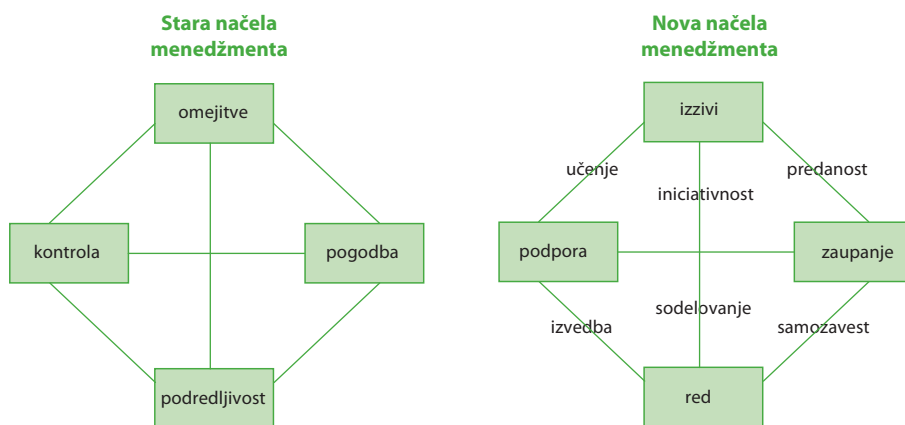 Stara načela
menedžmenta
omejitve
kontrola
pogodba
podredljivost
Nova načela
menedžmenta
izzivi
učenje
predanost
iniciativnost
podpora
zaupanje
sodelovanje
izvedba
samozavest
red